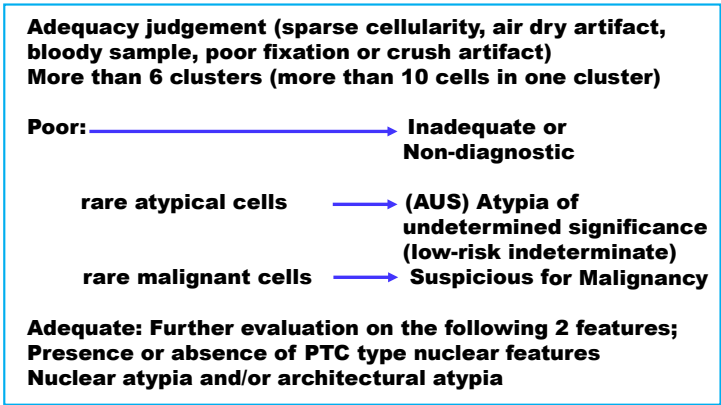 Adequacy judgement (sparse cellularity, air dry artifact,
bloody sample, poor fixation or crush artifact)
More than 6 clusters (more than 10 cells in one cluster)
Poor: Inadequate or
Non-diagnostic
rare atypical cells (AUS) Atypia of
undetermined significance
(low-risk indeterminate)
rare malignant cells Suspicious for Malignancy
Adequate: Further evaluation on the following 2 features;
Presence or absence of PTC type nuclear features
Nuclear atypia and/or architectural atypia